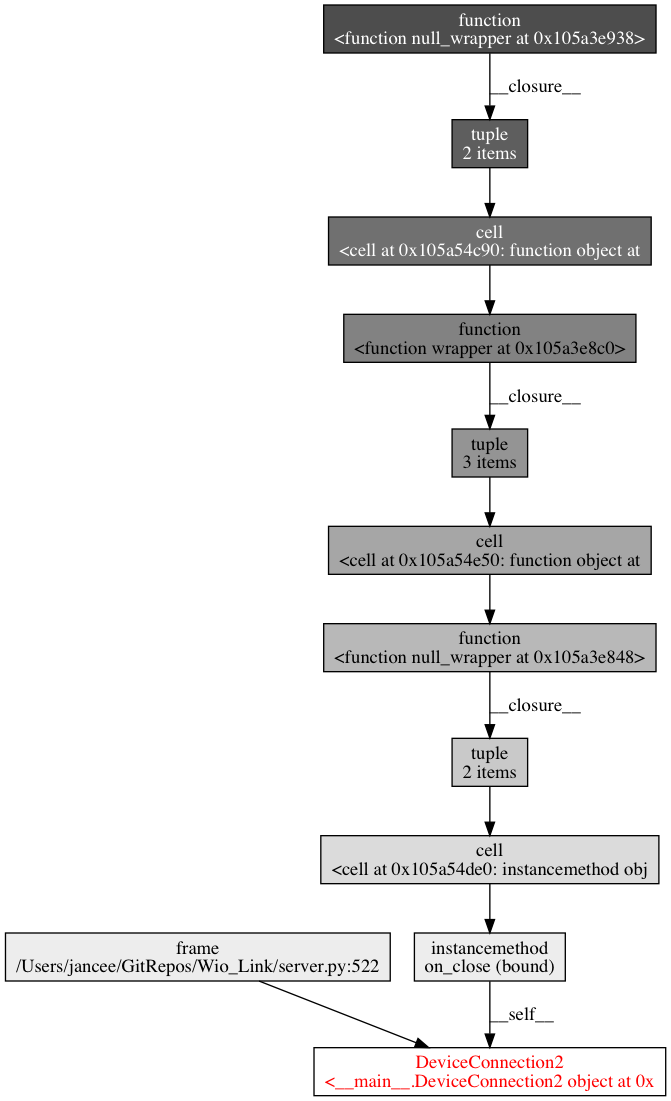 function
<function null_wrapper at 0x105a3e938>
__closure__
tuple
2 items
cell
<cell at 0x105a54c90: function object at
function
<function wrapper at 0x105a3e8c0>
__closure__
tuple
3 items
cell
<cell at 0x105a54e50: function object at
function
<function null_wrapper at 0x105a3e848>
__closure__
tuple
2 items
cell
<cell at 0x105a54de0: instancemethod obj
frame
/Users/jancee/GitRepos/Wio_Link/server.py:522
instancemethod
on_close (bound)
__self__
DeviceConnection2
<__main__.DeviceConnection2 object at 0x